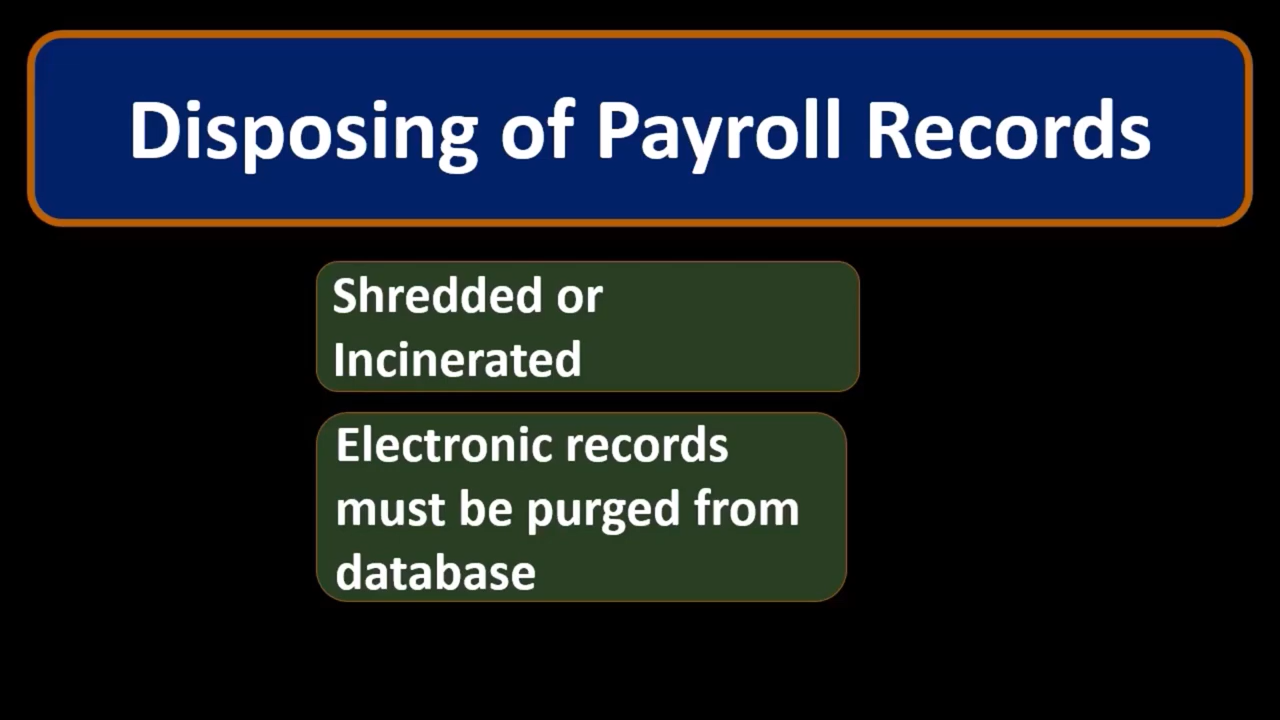 Disposing of Payroll Records
Shredded or
Incinerated
Electronic records
must be purged from
database